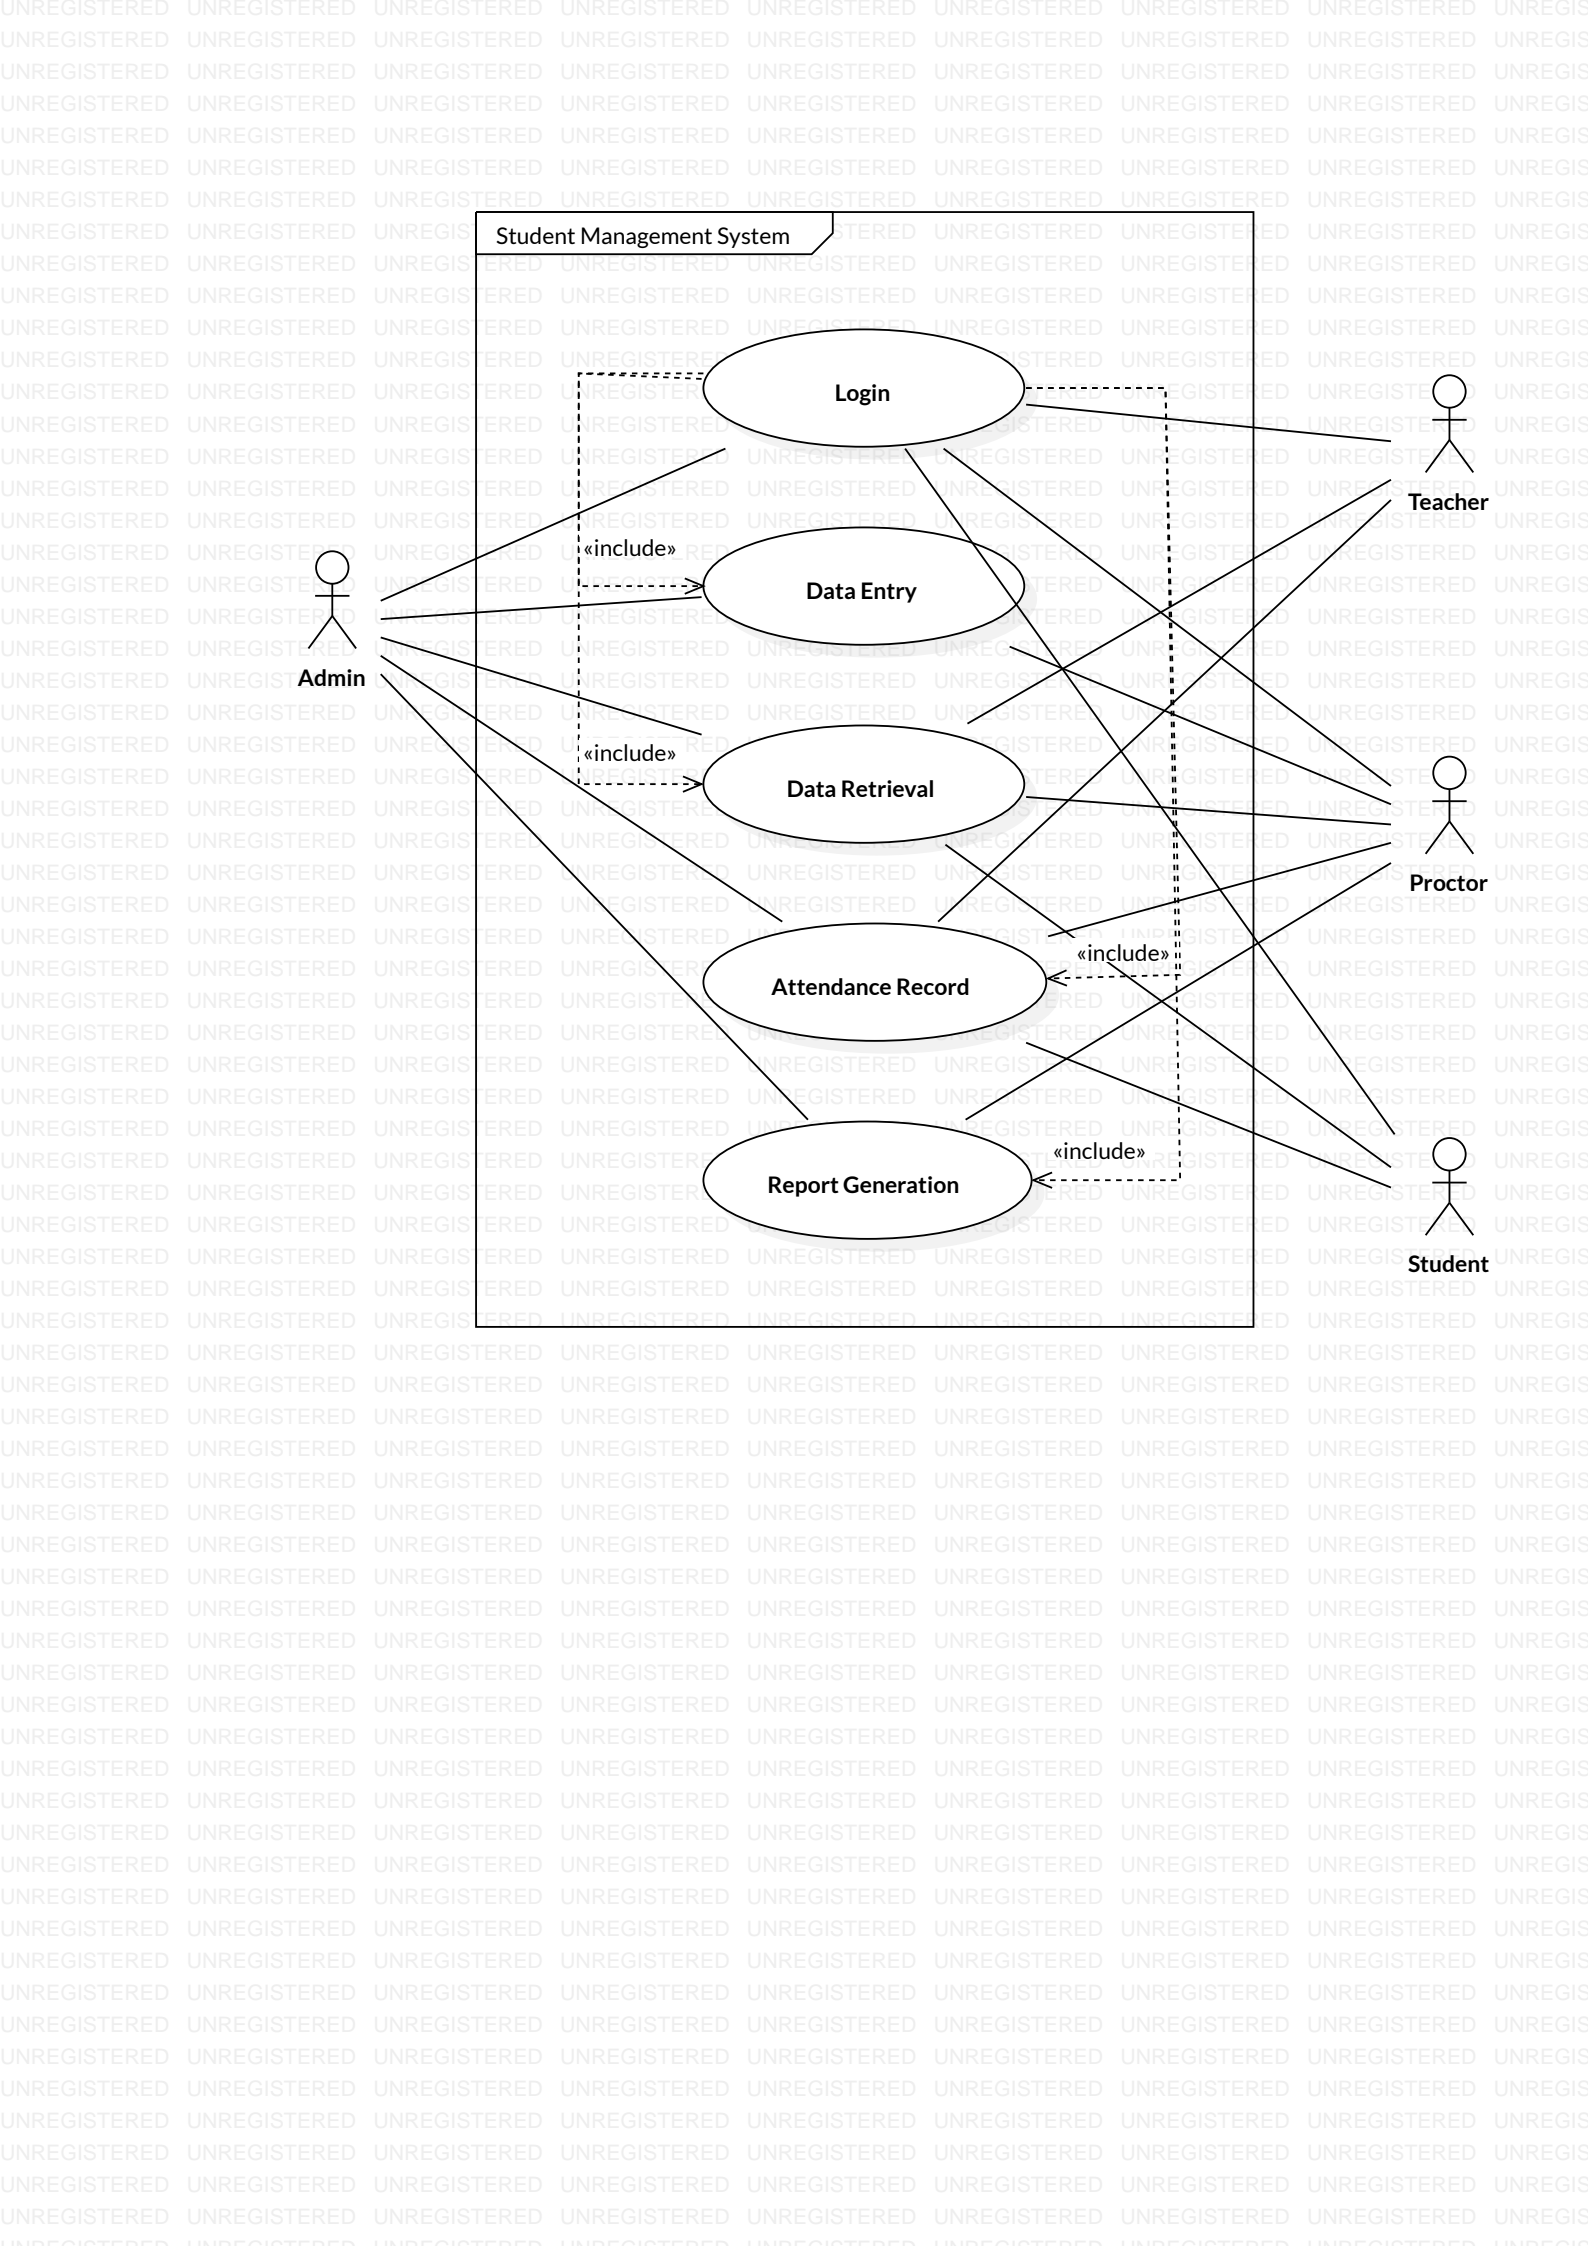 Student Management System
Login
Teacher
«include»
Data Entry
Admin
«include»
Data Retrieval
Proctor
«include»
Attendance Record
«include»
Report Generation
Student
UNREGISTERED